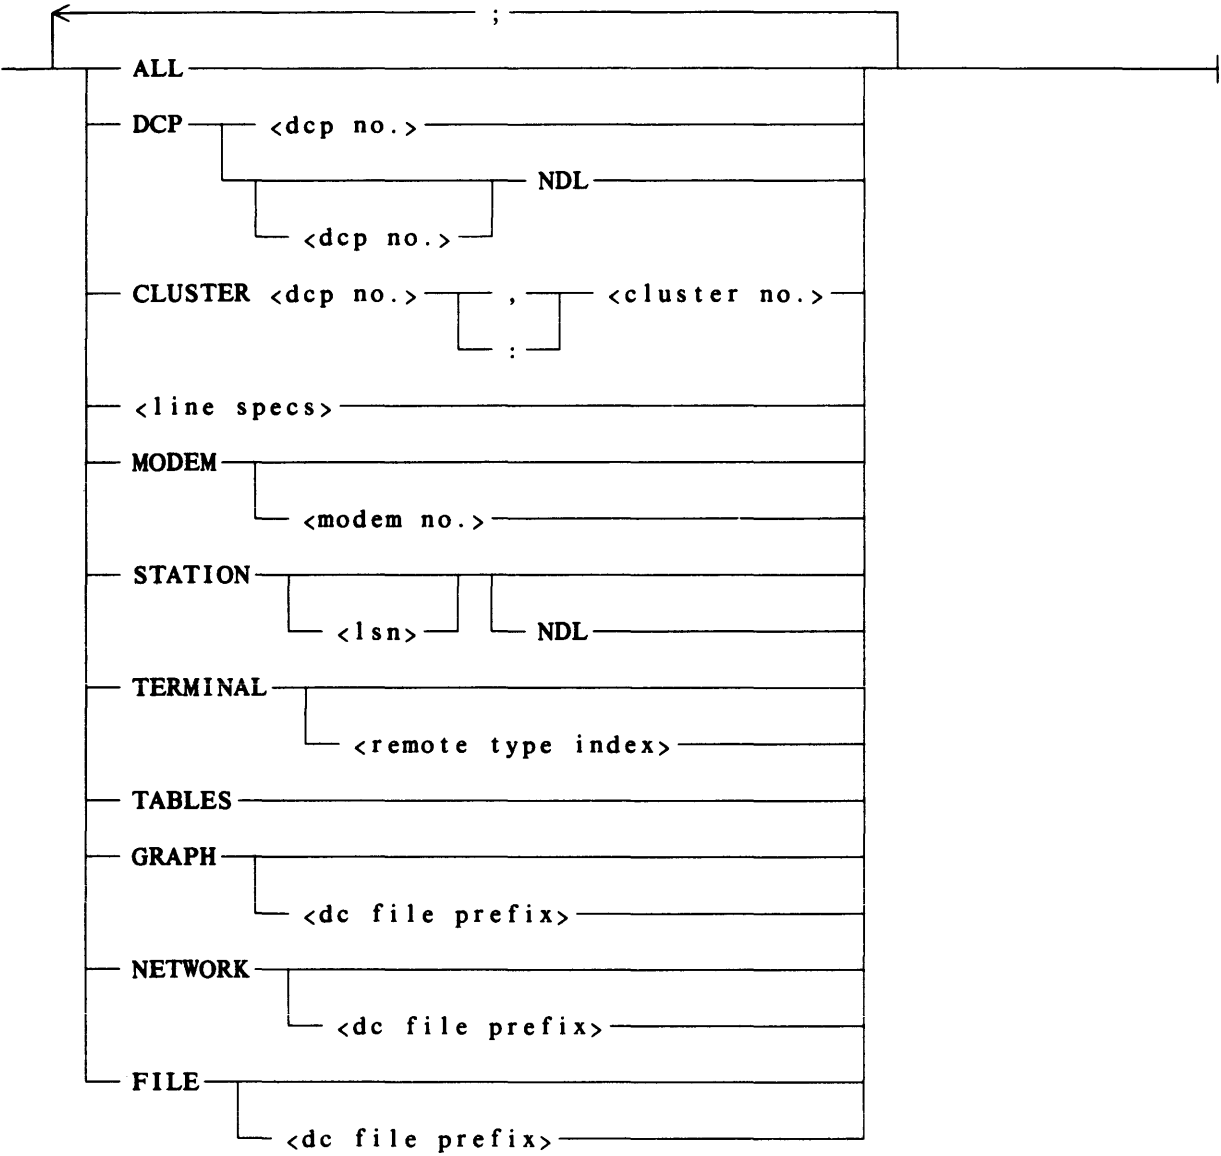 ;
ALL
DCP <dcp no.>
NDL
<dcp no.>
CLUSTER <dcp no.> , <cluster no.>
:
<line specs>
MODEM
<modem no.>
STATION
<lsn> NDL
TERMINAL
<remote type index>
TABLES
GRAPH
<dc file prefix>
NETWORK
<dc file prefix>
FILE
<dc file prefix>